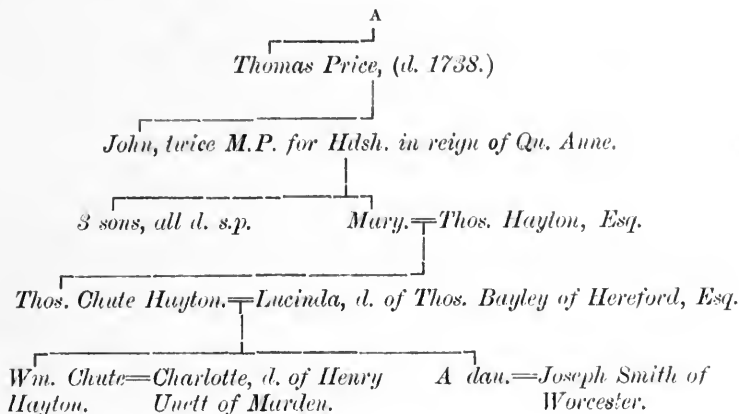 A
Thomas Price, (d. 1738.)
John, twice M.P. for Hdsh. in reign of Qu. Anne.
3 sons, all d. s.p. Mary.=Thos. Hayton, Esq.
Thos. Chute Hayton.=Lucinda, d. of Thos. Bayley of Hereford, Esq.
Wm. Chute=Charlotte, d. of Henry A dau.=Joseph Smith of
Hayton. Unett of Marden. Worcester.